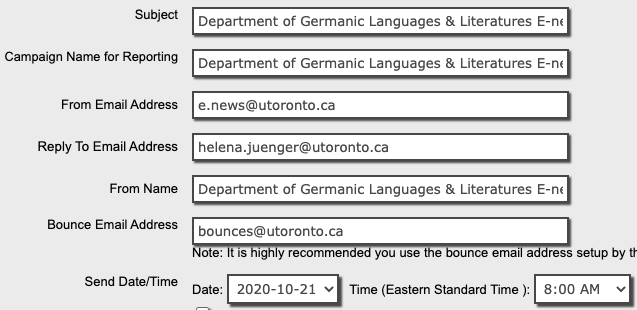 Subject Department of Germanic Languages & Literatures E-ne
Campaign Name for Reporting Department of Germanic Languages & Literatures E-ne
From Email Address e.news@utoronto.ca
Reply To Email Address helena.juenger@utoronto.ca
From Name Department of Germanic Languages & Literatures E-ne
Bounce Email Address bounces@utoronto.ca
Note: It is highly recommended you use the bounce email address setup by th
Send Date/Time Date: 2020-10-21 Time (Eastern Standard Time ): 8:00 AM